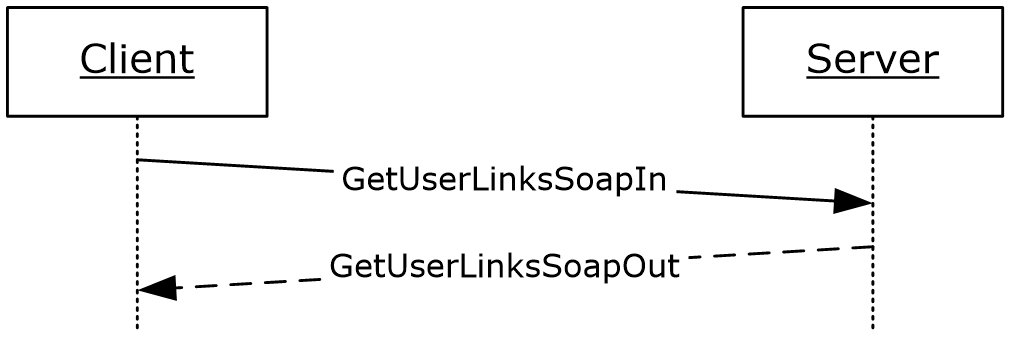 Client
Server
GetUserLinksSoapIn
GetUserLinksSoapOut